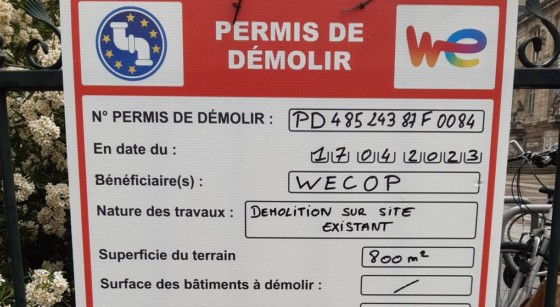 PERMIS DE
DÉMOLIR
we
N° PERMIS DE DÉMOLIR : PD 485 243 87 F 0084
En date du : 17 04 2023
Bénéficiaire(s) : WECOP
Nature des travaux : DEMOLITION SUR SITE
EXISTANT
Superficie du terrain 800 m²
Surface des bâtiments à démolir : /